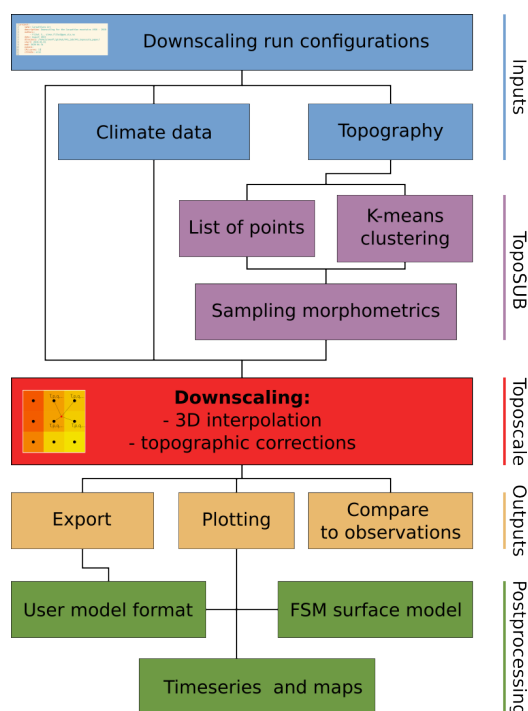 Downscaling run configurations
Inputs
Climate data
Topography
List of points
K-means
clustering
TopoSUB
Sampling morphometrics
Downscaling:
- 3D interpolation
- topographic corrections
Toposcale
Export
Plotting
Compare
to observations
Outputs
User model format
FSM surface model
Postprocessing
Timeseries and maps